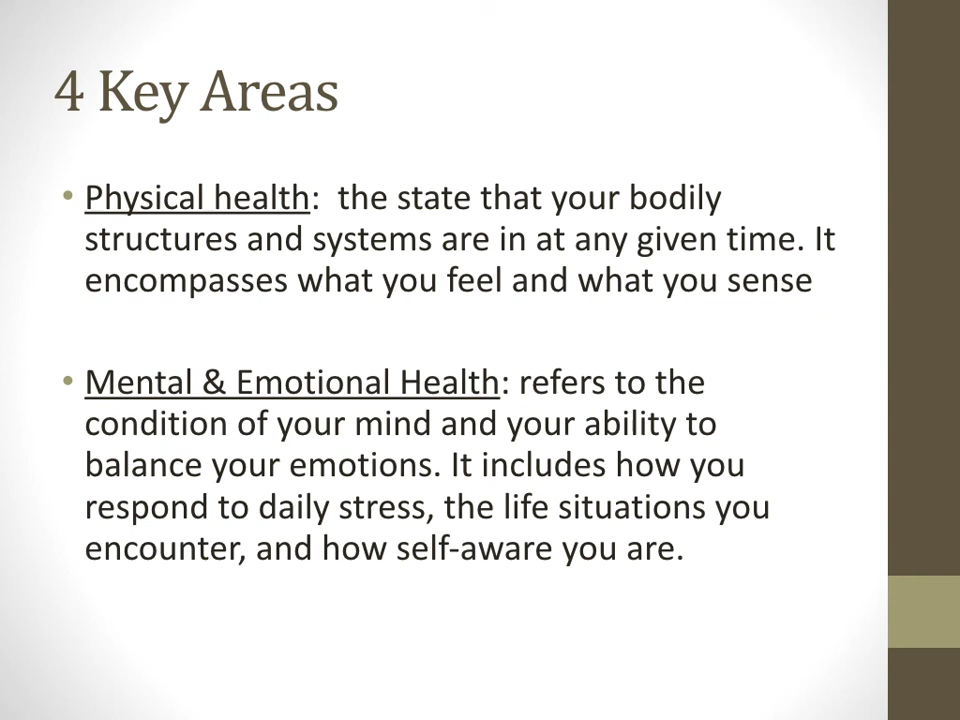 4 Key Areas
• Physical health:  the state that your bodily
structures and systems are in at any given time. It
encompasses what you feel and what you sense
• Mental & Emotional Health: refers to the
condition of your mind and your ability to
balance your emotions. It includes how you
respond to daily stress, the life situations you
encounter, and how self-aware you are.